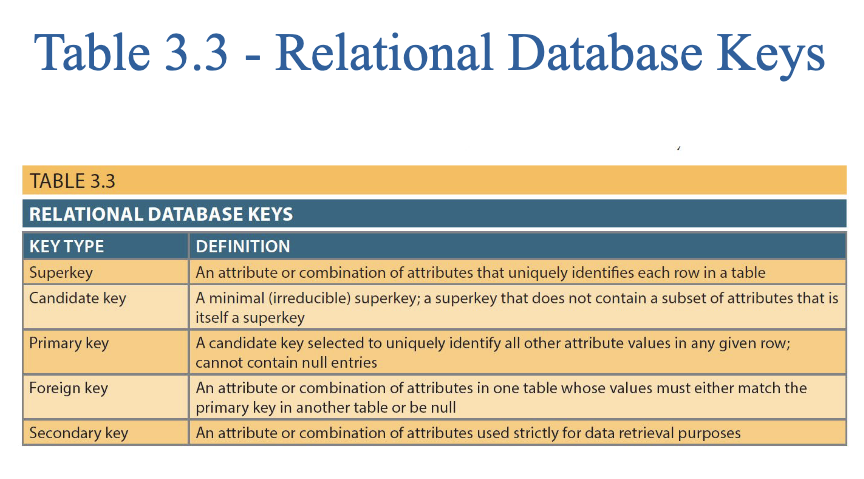 Table 3.3 - Relational Database Keys
TABLE 3.3
RELATIONAL DATABASE KEYS
KEY TYPE DEFINITION
Superkey An attribute or combination of attributes that uniquely identifies each row in a table
Candidate key A minimal (irreducible) superkey; a superkey that does not contain a subset of attributes that is
itself a superkey
Primary key A candidate key selected to uniquely identify all other attribute values in any given row;
cannot contain null entries
Foreign key An attribute or combination of attributes in one table whose values must either match the
primary key in another table or be null
Secondary key An attribute or combination of attributes used strictly for data retrieval purposes